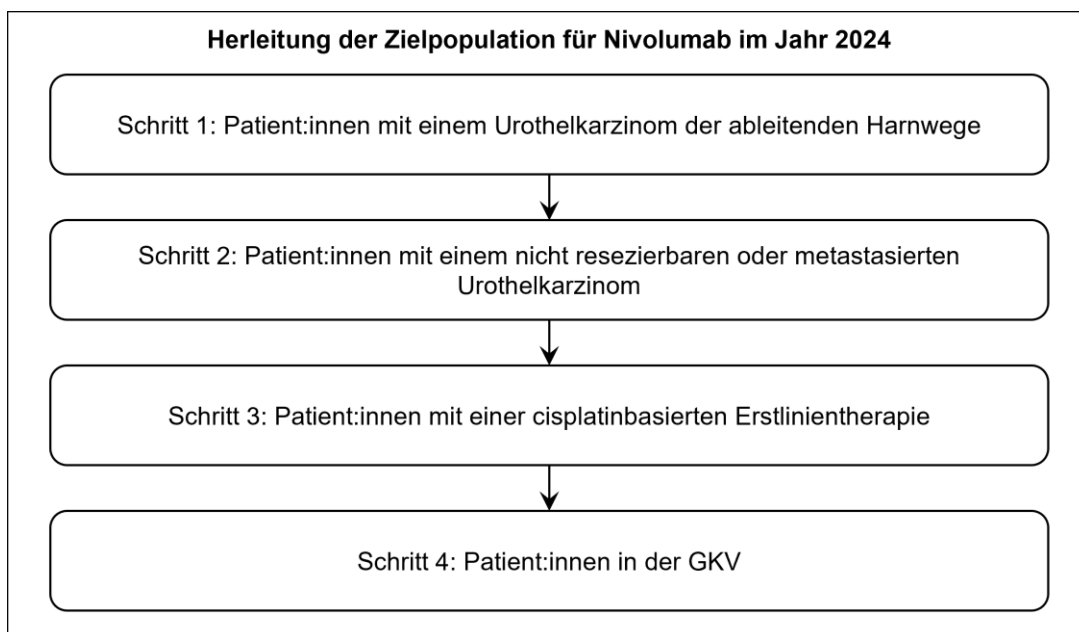 Herleitung der Zielpopulation für Nivolumab im Jahr 2024
Schritt 1: Patient:innen mit einem Urothelkarzinom der ableitenden Harnwege
Schritt 2: Patient:innen mit einem nicht resezierbaren oder metastasierten
Urothelkarzinom
Schritt 3: Patient:innen mit einer cisplatinbasierten Erstlinientherapie
Schritt 4: Patient:innen in der GKV